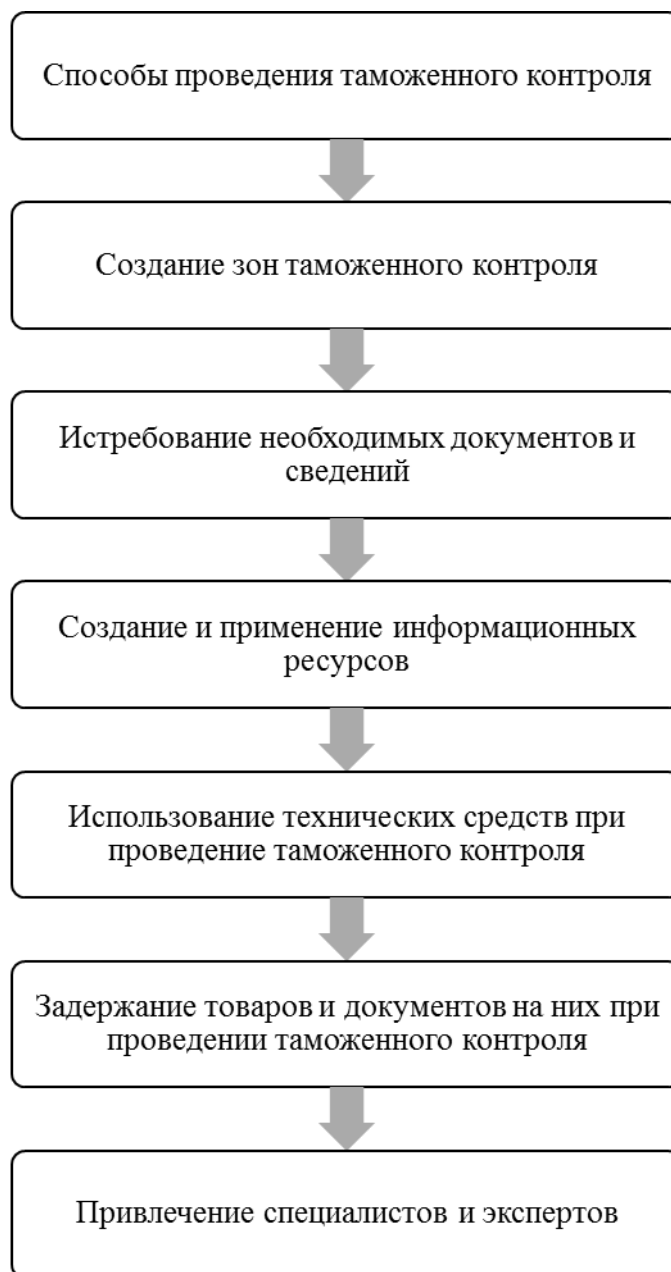 Способы проведения таможенного контроля
Создание зон таможенного контроля
Истребование необходимых документов и
сведений
Создание и применение информационных
ресурсов
Использование технических средств при
проведение таможенного контроля
Задержание товаров и документов на них при
проведении таможенного контроля
Привлечение специалистов и экспертов